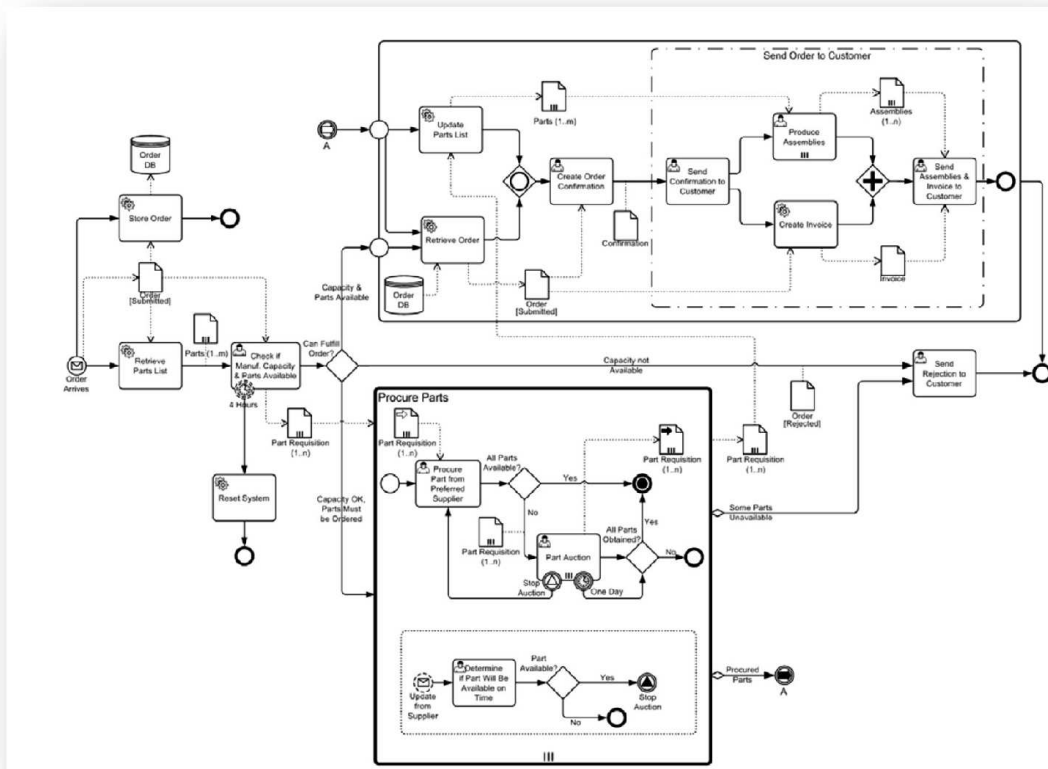 Send Order to Customer
Update
Parts List
Parts (1..m)
Assemblies
(1..n)
Produce
Assemblies
A
Order
DB
Create Order
Confirmation
Send
Confirmation to
Customer
Send
Assemblies &
Invoice to
Customer
Store Order
Retrieve Order
Create Invoice
Confirmation
Invoice
Order
[Submitted]
Capacity &
Parts Available
Order
DB
Order
[Submitted]
Parts (1..m)
Can Fulfill
Order?
Order
Arrives
Retrieve
Parts List
Check if
Manuf. Capacity
& Parts Available
4 Hours
Capacity not
Available
Send
Rejection to
Customer
Order
[Rejected]
Procure Parts
Part Requisition
(1..n)
Part Requisition
(1..n)
Part Requisition
(1..n)
Part Requisition
(1..n)
Procure
Part from
Preferred
Supplier
All Parts
Available?
Yes
No
Reset System
Capacity OK,
Parts Must
be Ordered
Part Requisition
(1..n)
Part Auction
All Parts
Obtained?
Yes
No
Some Parts
Unavailable
Stop
Auction
One Day
Determine
if Part Will Be
Available on
Time
Part
Available?
Yes
No
Update
from
Supplier
Stop
Auction
Procured
Parts
A